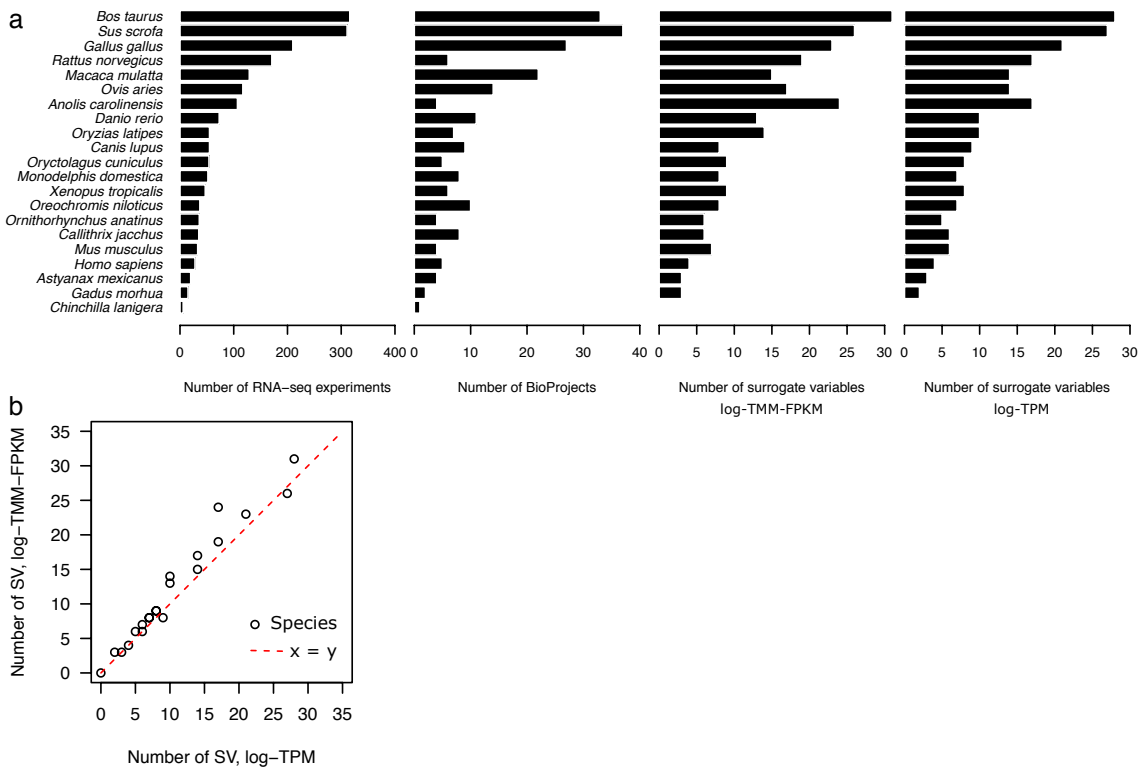 a
Bos taurus
Sus scrofa
Gallus gallus
Rattus norvegicus
Macaca mulatta
Ovis aries
Anolis carolinensis
Danio rerio
Oryzias latipes
Canis lupus
Oryctolagus cuniculus
Monodelphis domestica
Xenopus tropicalis
Oreochromis niloticus
Ornithorhynchus anatinus
Callithrix jacchus
Mus musculus
Homo sapiens
Astyanax mexicanus
Gadus morhua
Chinchilla lanigera
0 100 200 300 400
Number of RNA−seq experiments
0 10 20 30 40
Number of BioProjects
0 5 10 15 20 25 30
Number of surrogate variables
log-TMM-FPKM
0 5 10 15 20 25 30
Number of surrogate variables
log-TPM
b
Number of SV, log−TMM−FPKM
35
30
25
20
15
10
5
0
Species
x = y
0 5 10 15 20 25 30 35
Number of SV, log−TPM